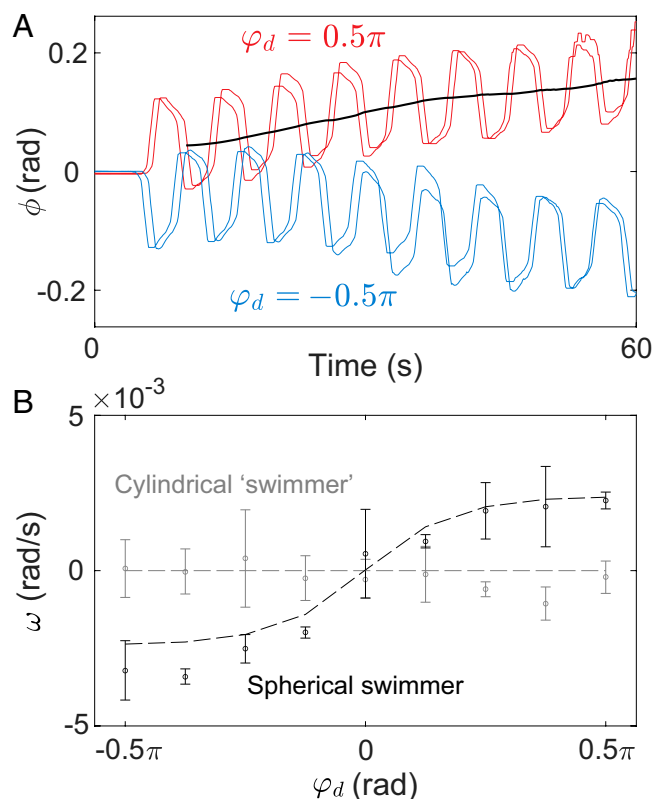 A
φ_d = 0.5π
0.2
0
-0.2
ϕ (rad)
φ_d = −0.5π
0
60
Time (s)
B
×10⁻³
5
0
-5
ω (rad/s)
Cylindrical ‘swimmer’
Spherical swimmer
-0.5π
0
0.5π
φ_d (rad)